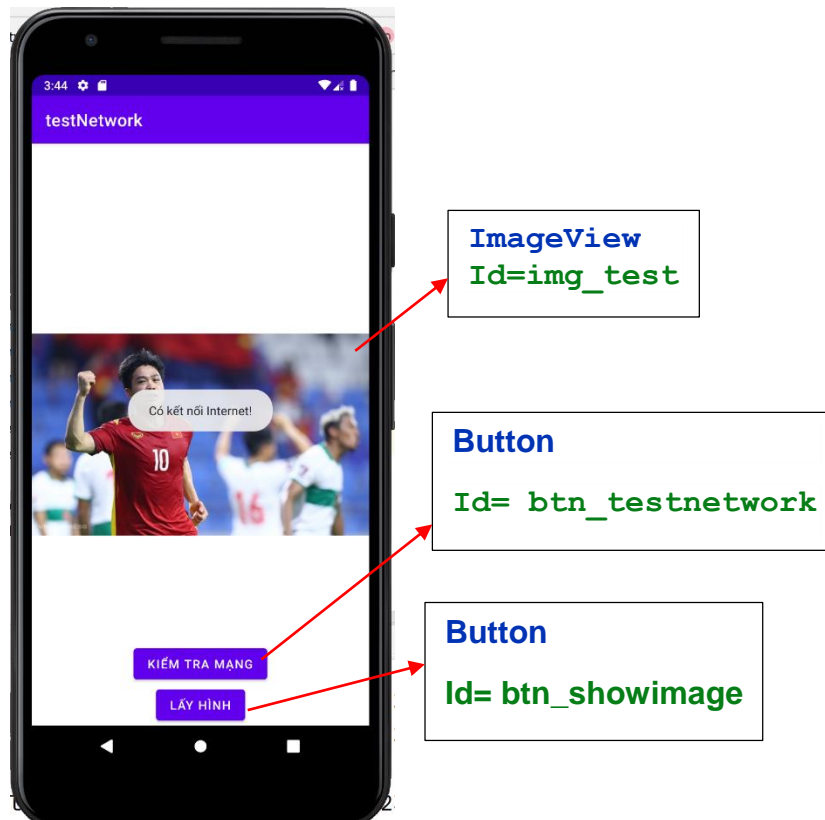 3:44
testNetwork
ImageView
Id=img_test
Có kết nối Internet!
10
16
Button
Id= btn_testnetwork
Button
Id= btn_showimage
KIỂM TRA MẠNG
LẤY HÌNH